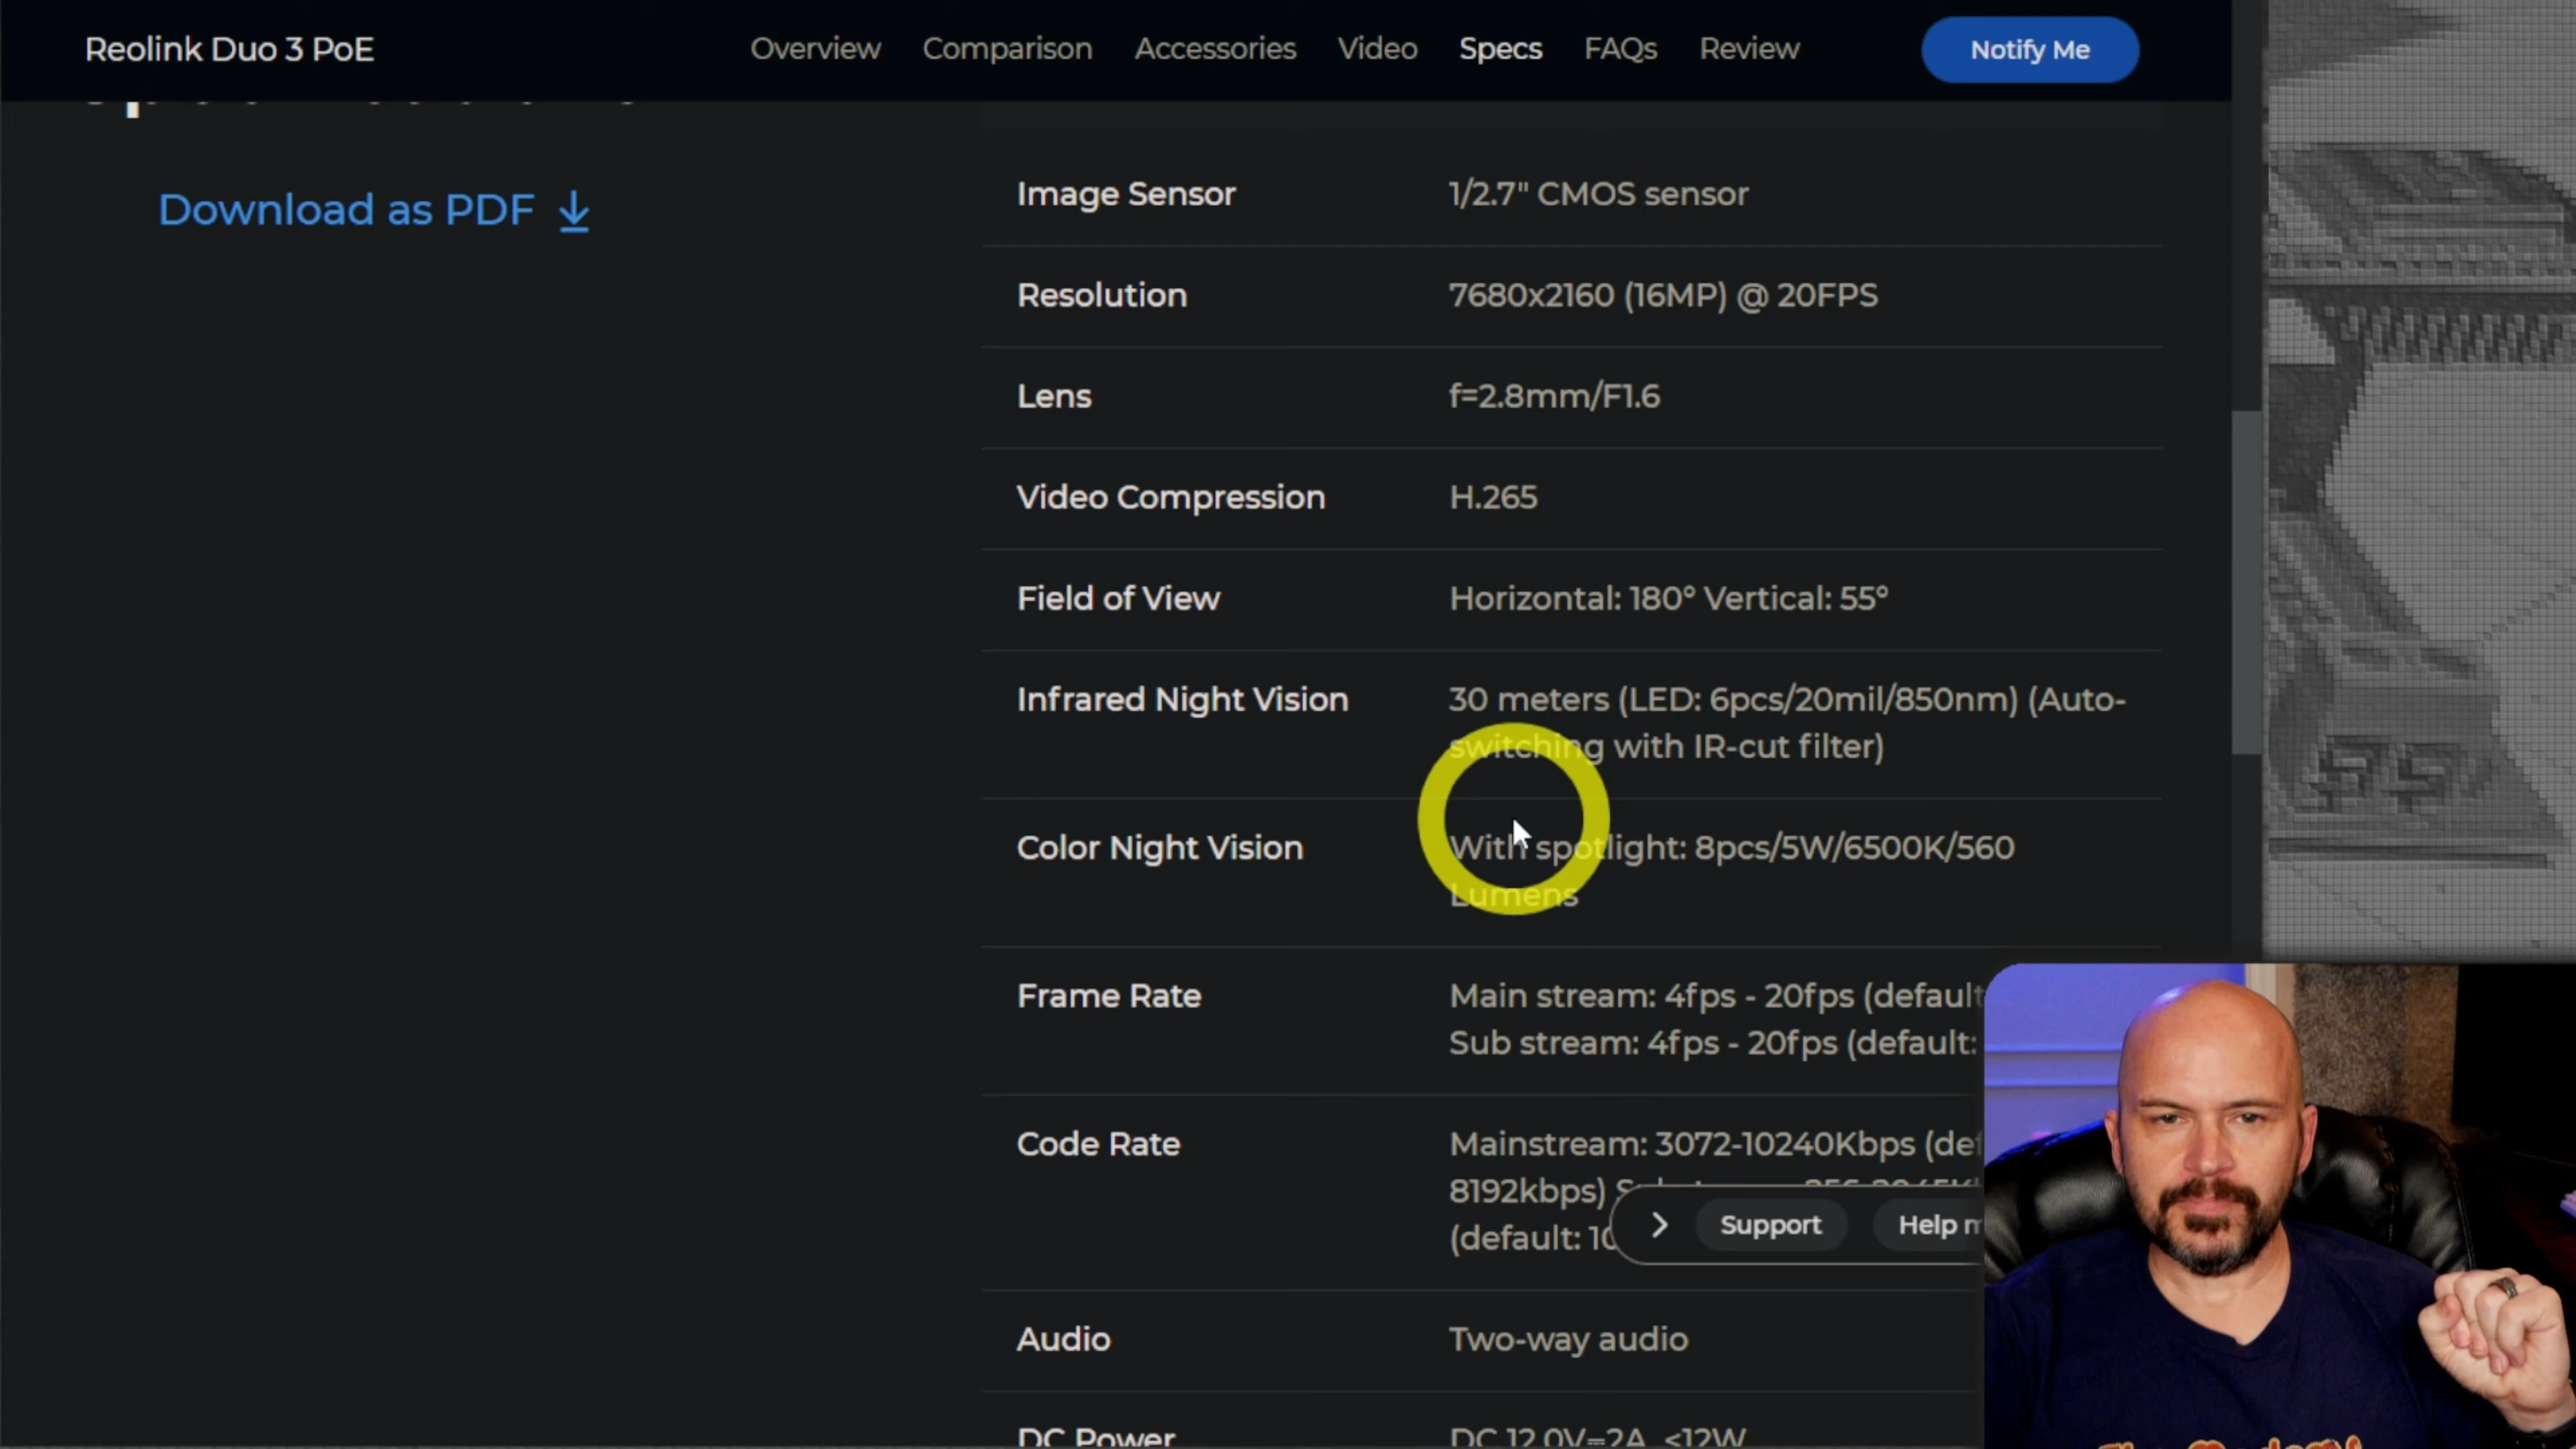 Reolink Duo 3 PoE
Overview Comparison Accessories Video Specs FAQs Review
Notify Me
Download as PDF
Image Sensor 1/2.7" CMOS sensor
Resolution 7680x2160 (16MP) @ 20FPS
Lens f=2.8mm/F1.6
Video Compression H.265
Field of View Horizontal: 180° Vertical: 55°
Infrared Night Vision 30 meters (LED: 6pcs/20mil/850nm) (Auto-
switching with IR-cut filter)
Color Night Vision With spotlight: 8pcs/5W/6500K/560
Lumens
Frame Rate Main stream: 4fps - 20fps (default
Sub stream: 4fps - 20fps (default:
Code Rate Mainstream: 3072-10240Kbps (def
8192kbps)
(default: 10
Support Help m
Audio Two-way audio
DC Power DC 12.0V=2A, <12W